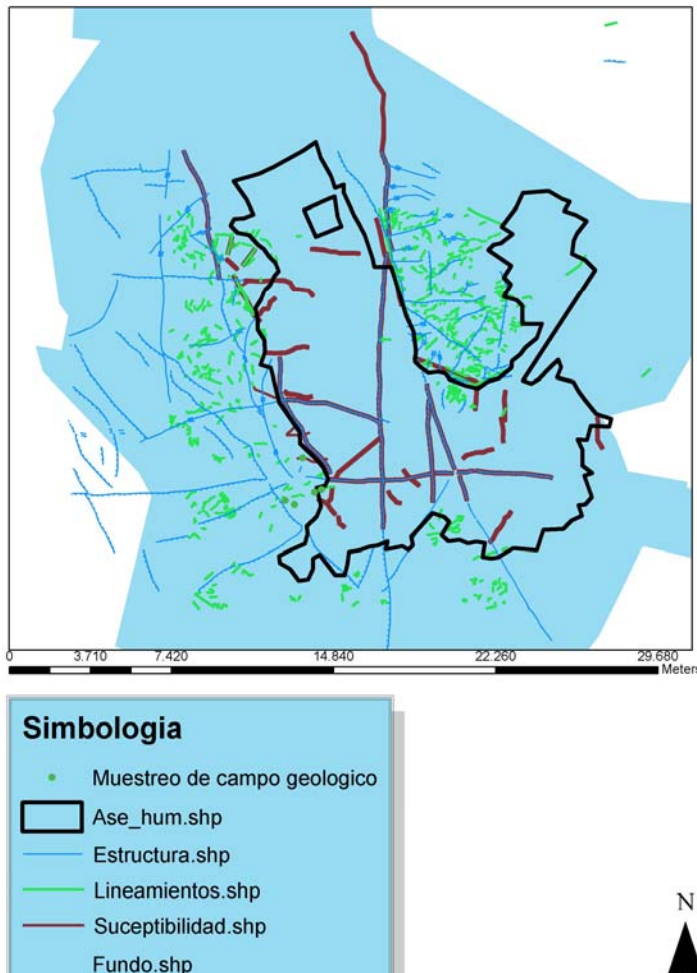 0 3.710 7.420 14.840 22.260 29.680
Meters
Simbologia
Muestreo de campo geologico
Ase_hum.shp
Estructura.shp
Lineamientos.shp
Suceptibilidad.shp
Fundo.shp
N